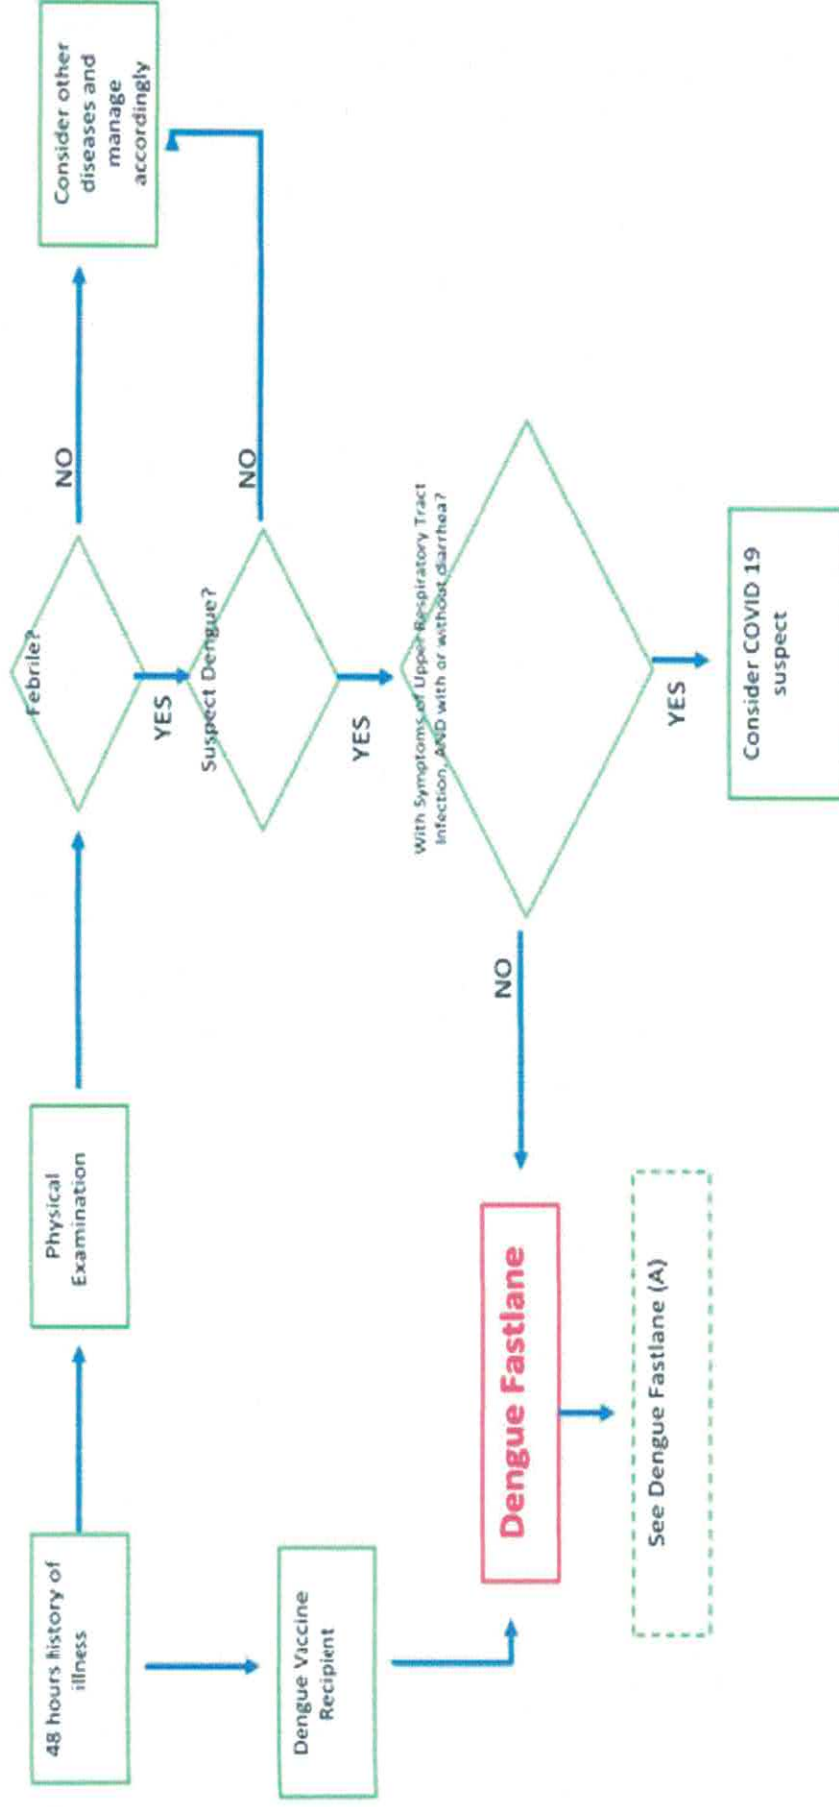 48 hours history of
illness
Physical
Examination
Febrile?
NO
Consider other
diseases and
manage
accordingly
YES
Suspect Dengue?
NO
YES
Dengue Vaccine
Recipient
With Symptoms of Upper Respiratory Tract
Infection, AND with or without diarrhea?
NO
Dengue Fastlane
YES
See Dengue Fastlane (A)
Consider COVID 19
suspect